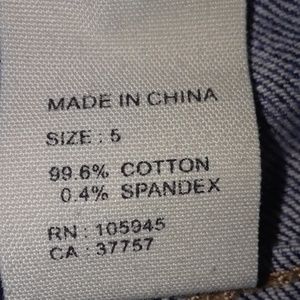 MADE IN CHINA
SIZE : 5
99.6% COTTON
0.4% SPANDEX
RN : 105945
CA : 37757